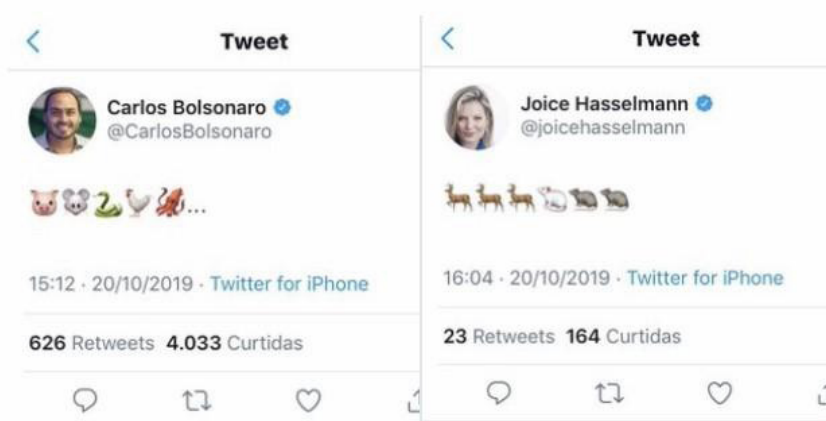 Tweet
Carlos Bolsonaro
@CarlosBolsonaro
🐷🐭🐍🐓🦑...
15:12 · 20/10/2019 · Twitter for iPhone
626 Retweets 4.033 Curtidas
Tweet
Joice Hasselmann
@joicehasselmann
🦌🦌🦌🐁🐀🐀
16:04 · 20/10/2019 · Twitter for iPhone
23 Retweets 164 Curtidas